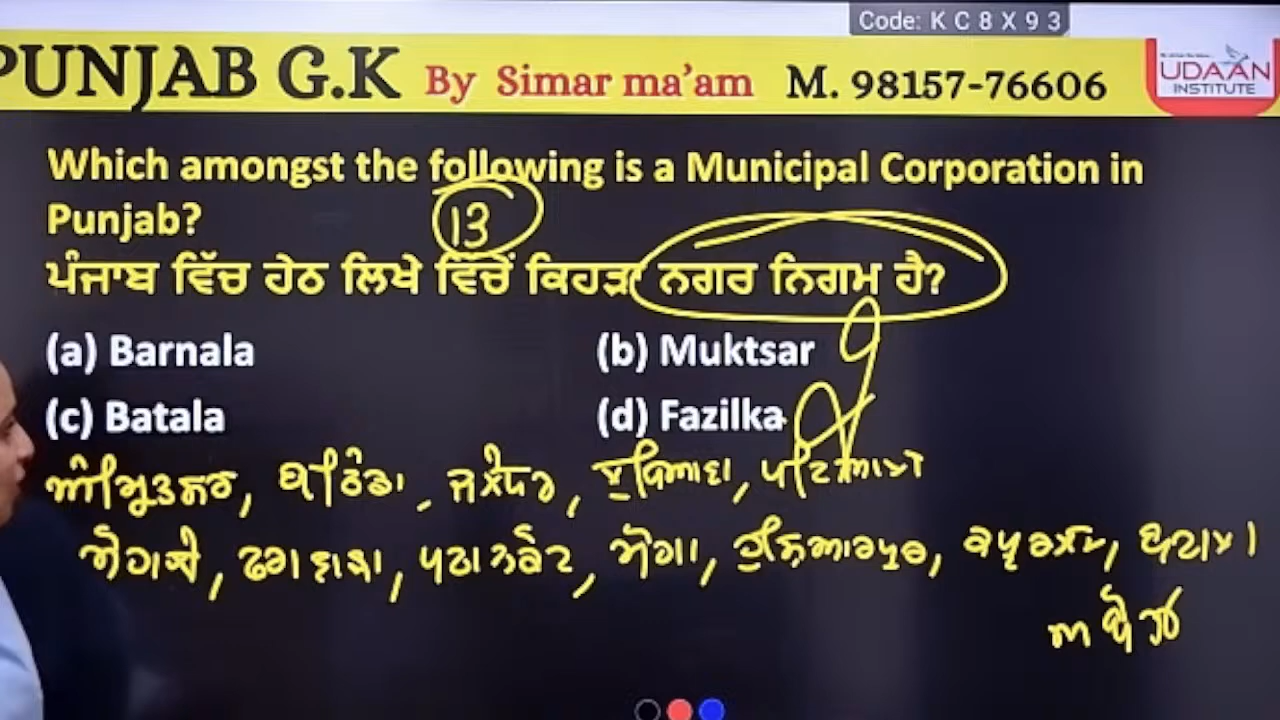 Code: K C 8 X 9 3
PUNJAB G.K By Simar ma'am M. 98157-76606
UDAAN
INSTITUTE
Which amongst the following is a Municipal Corporation in
Punjab?
13
ਪੰਜਾਬ ਵਿੱਚ ਹੇਠ ਲਿਖੇ ਵਿੱਚੋਂ ਕਿਹੜਾ ਨਗਰ ਨਿਗਮ ਹੈ?
(a) Barnala (b) Muktsar
(c) Batala (d) Fazilka
ਅੰਮ੍ਰਿਤਸਰ, ਬਠਿੰਡਾ, ਜਲੰਧਰ, ਲੁਧਿਆਣਾ, ਪਟਿਆਲਾ
ਮੋਹਾਲੀ, ਫਗਵਾੜਾ, ਪਠਾਨਕੋਟ, ਮੋਗਾ, ਹੁਸ਼ਿਆਰਪੁਰ, ਕਪੂਰਥਲਾ, ਬਟਾਲਾ
ਅਬੋਹਰ